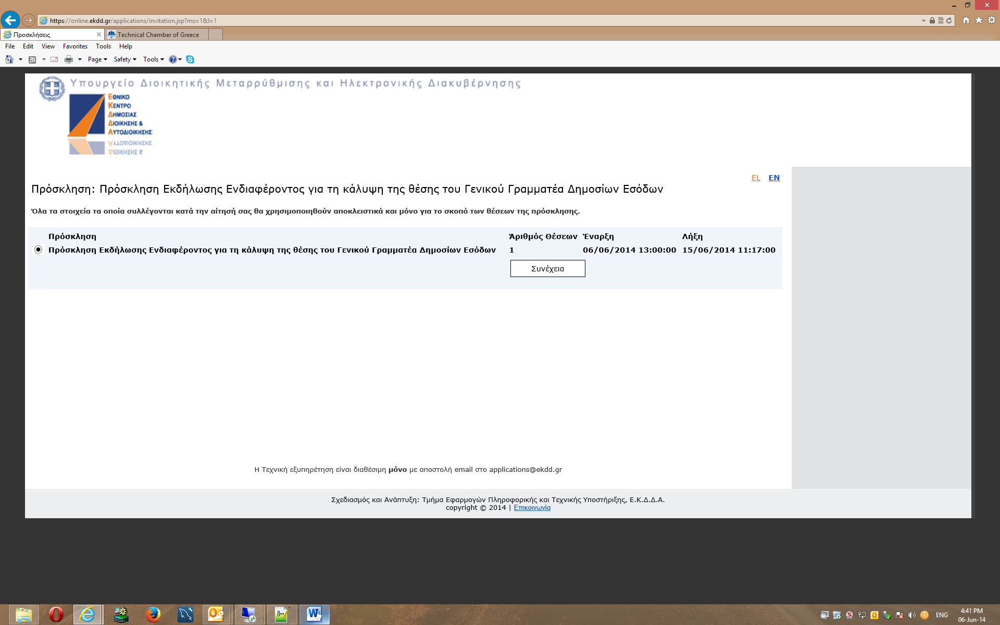 https://online.ekdd.gr/applications/invitation.jsp?ms=1&l=1
Προσκλήσεις
Technical Chamber of Greece
File Edit View Favorites Tools Help
Page Safety Tools
Υπουργείο Διοικητικής Μεταρρύθμισης και Ηλεκτρονικής Διακυβέρνησης
ΕΘΝΙΚΟ
ΚΕΝΤΡΟ
ΔΗΜΟΣΙΑΣ
ΔΙΟΙΚΗΣΗΣ &
ΑΥΤΟΔΙΟΙΚΗΣΗΣ
EL EN
Πρόσκληση: Πρόσκληση Εκδήλωσης Ενδιαφέροντος για τη κάλυψη της θέσης του Γενικού Γραμματέα Δημοσίων Εσόδων
Όλα τα στοιχεία τα οποία συλλέγονται κατά την αίτησή σας θα χρησιμοποιηθούν αποκλειστικά και μόνο για το σκοπό των θέσεων της πρόσκλησης.
Πρόσκληση Άριθμός Θέσεων Έναρξη Λήξη
Πρόσκληση Εκδήλωσης Ενδιαφέροντος για τη κάλυψη της θέσης του Γενικού Γραμματέα Δημοσίων Εσόδων 1 06/06/2014 13:00:00 15/06/2014 11:17:00
Συνέχεια
Η Τεχνική εξυπηρέτηση είναι διαθέσιμη μόνο με αποστολή email στο applications@ekdd.gr
Σχεδιασμός και Ανάπτυξη: Τμήμα Εφαρμογών Πληροφορικής και Τεχνικής Υποστήριξης, Ε.Κ.Δ.Δ.Α.
copyright © 2014 | Επικοινωνία
ENG
4:41 PM
06-Jun-14